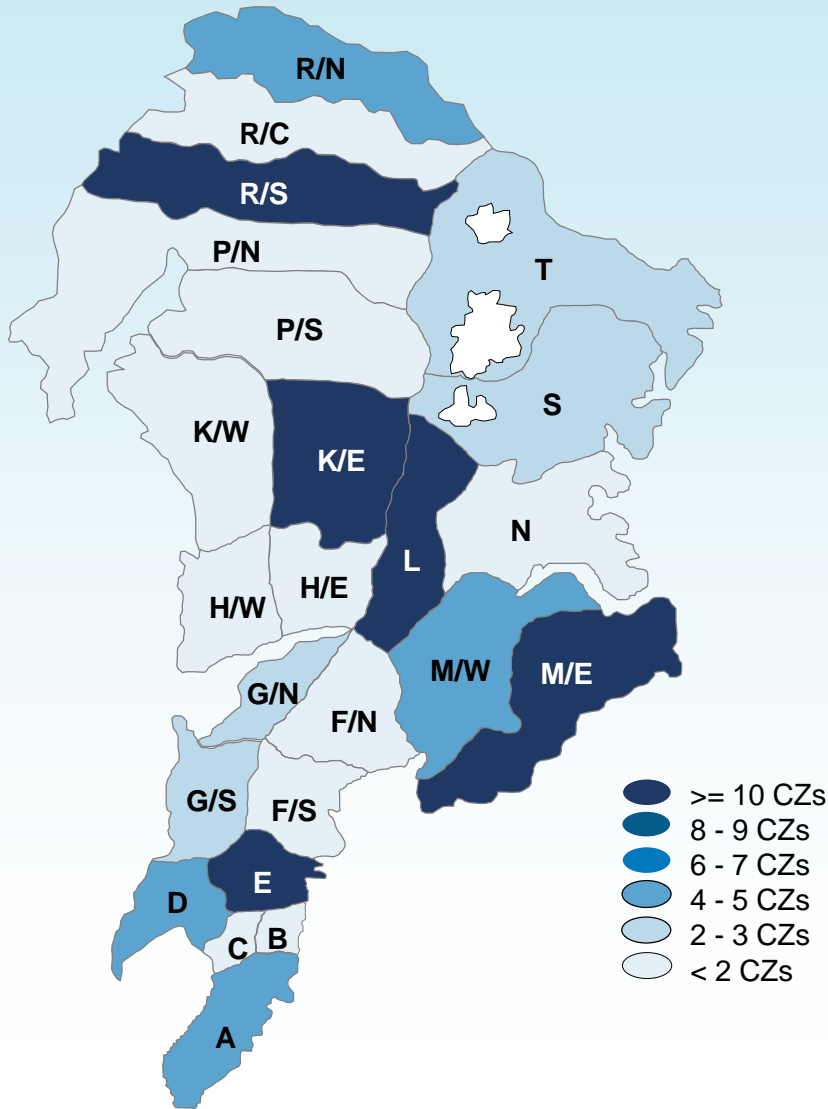 R/N
R/C
R/S
P/N
T
P/S
S
K/W
K/E
N
L
H/E
H/W
M/W
M/E
G/N
F/N
G/S
F/S
E
D
B
C
A
>= 10 CZs
8 - 9 CZs
6 - 7 CZs
4 - 5 CZs
2 - 3 CZs
< 2 CZs